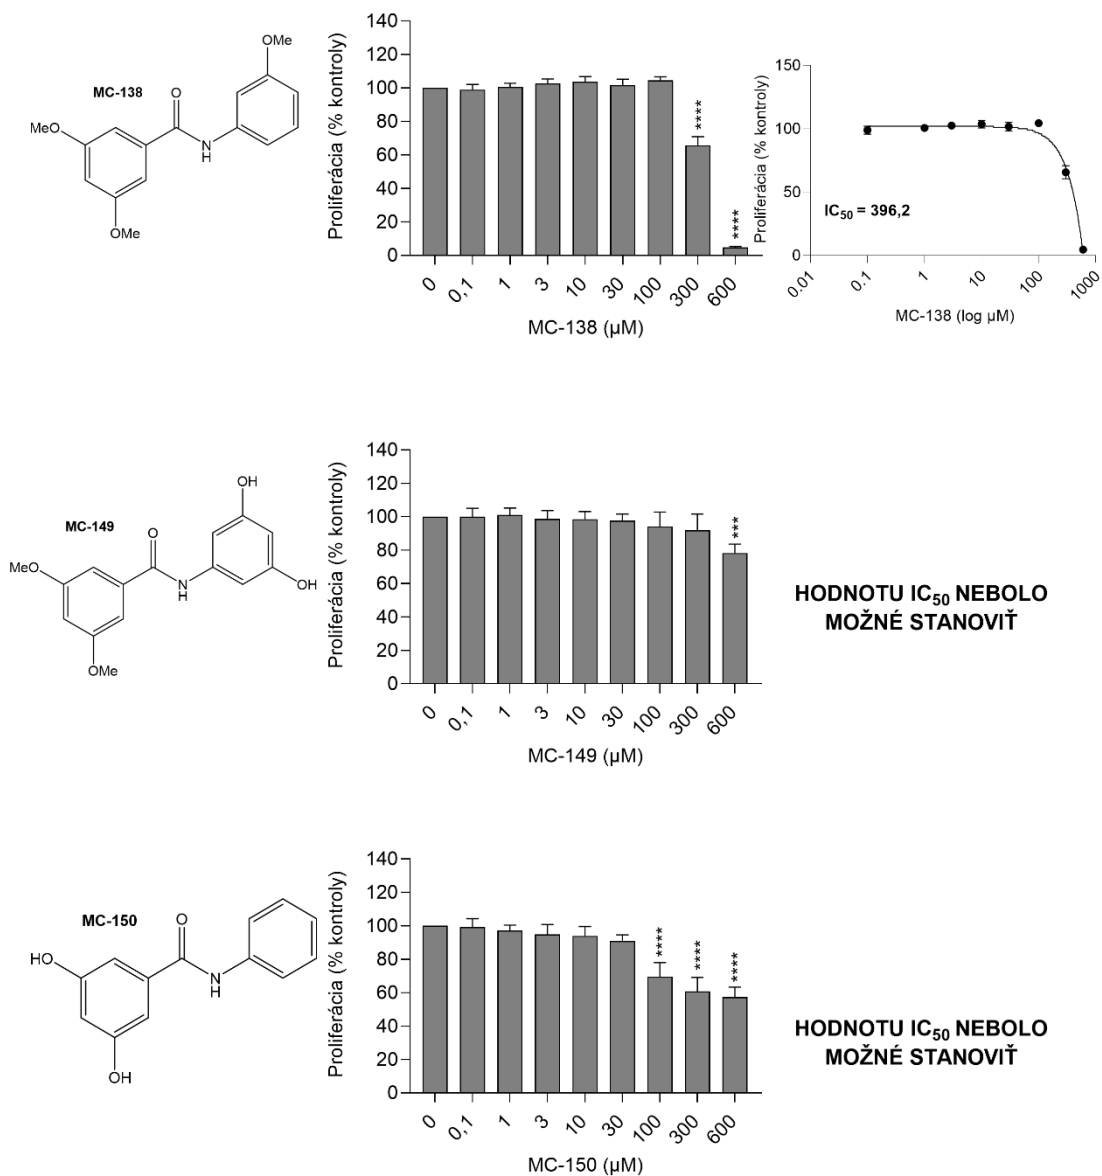 MC-138
OMe
O
MeO
N
H
OMe
Proliferácia (% kontroly)
140
120
100
80
60
40
20
0
****
****
0
0,1
1
3
10
30
100
300
600
MC-138 (µM)
Proliferácia (% kontroly)
150
100
50
0
IC₅₀ = 396,2
0.01
0.1
1
10
100
1000
MC-138 (log µM)
MC-149
OH
O
MeO
N
H
OH
OMe
Proliferácia (% kontroly)
140
120
100
80
60
40
20
0
***
0
0,1
1
3
10
30
100
300
600
MC-149 (µM)
HODNOTU IC₅₀ NEBOLO
MOŽNÉ STANOVIŤ
MC-150
O
HO
N
H
OH
Proliferácia (% kontroly)
140
120
100
80
60
40
20
0
****
****
****
0
0,1
1
3
10
30
100
300
600
MC-150 (µM)
HODNOTU IC₅₀ NEBOLO
MOŽNÉ STANOVIŤ